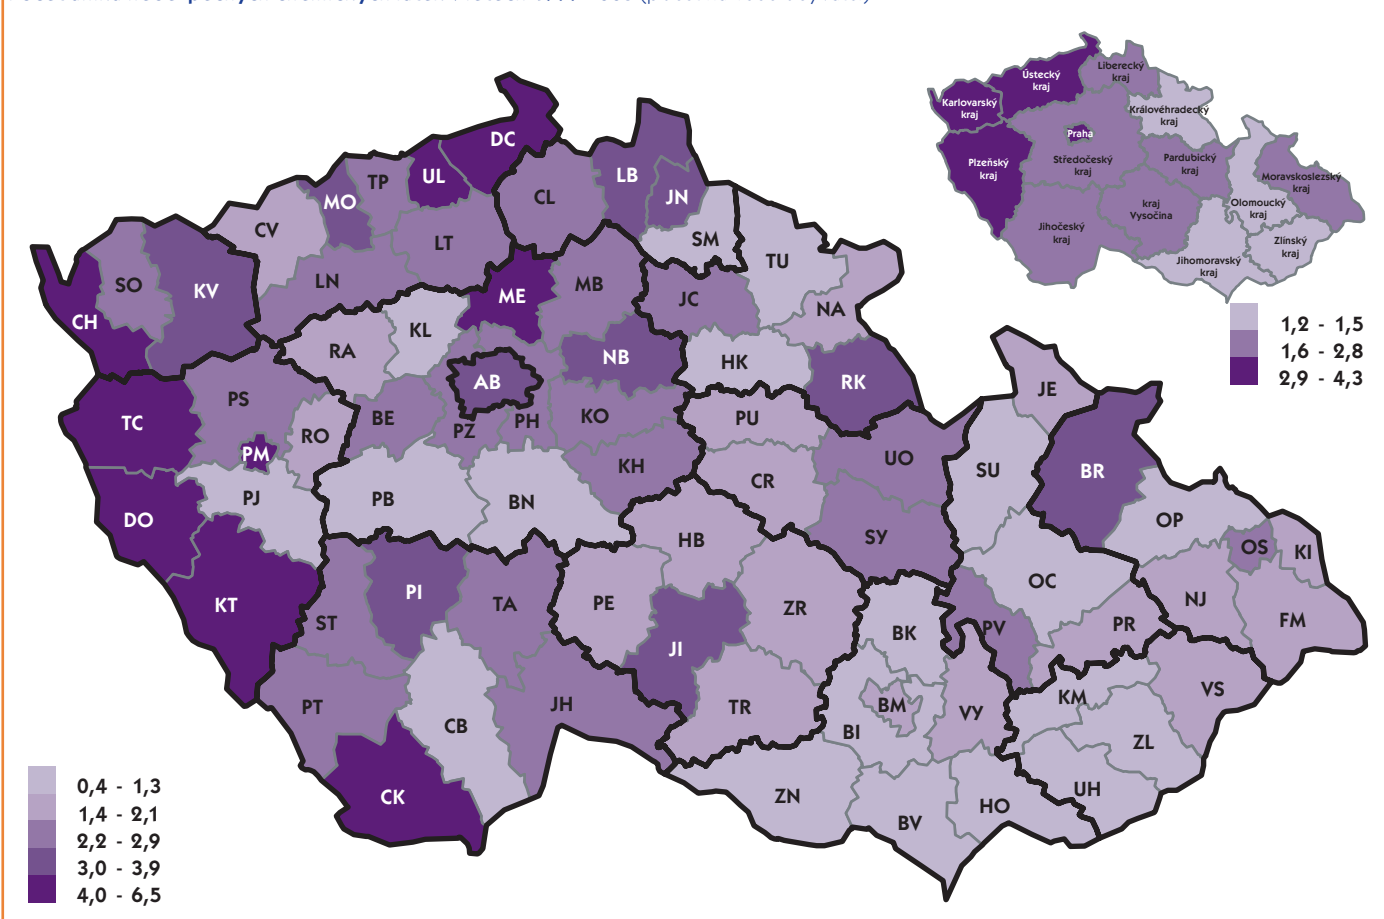 DC
UL
LB
TP
CL
MO
JN
CV
LT
SM
TU
SO
KV
LN
ME
MB
JC
NA
CH
KL
RA
NB
HK
AB
RK
PS
BE
KO
PU
JE
TC
RO
PZ
PH
PM
KH
UO
SU
BR
PJ
PB
BN
CR
DO
SY
OP
HB
OS
KI
OC
KT
PI
TA
PE
ZR
NJ
ST
BK
PV
PR
FM
JI
VS
PT
JH
TR
BM
VY
KM
CB
BI
ZL
CK
ZN
BV
HO
UH
Ústecký
kraj
Liberecký
kraj
Karlovarský
kraj
Královéhradecký
kraj
Praha
Plzeňský
kraj
Středočeský
kraj
Pardubický
kraj
Moravskoslezský
kraj
kraj
Vysočina
Olomoucký
kraj
Jihočeský
kraj
Zlínský
kraj
Jihomoravský
kraj
1,2 - 1,5
1,6 - 2,8
2,9 - 4,3
0,4 - 1,3
1,4 - 2,1
2,2 - 2,9
3,0 - 3,9
4,0 - 6,5